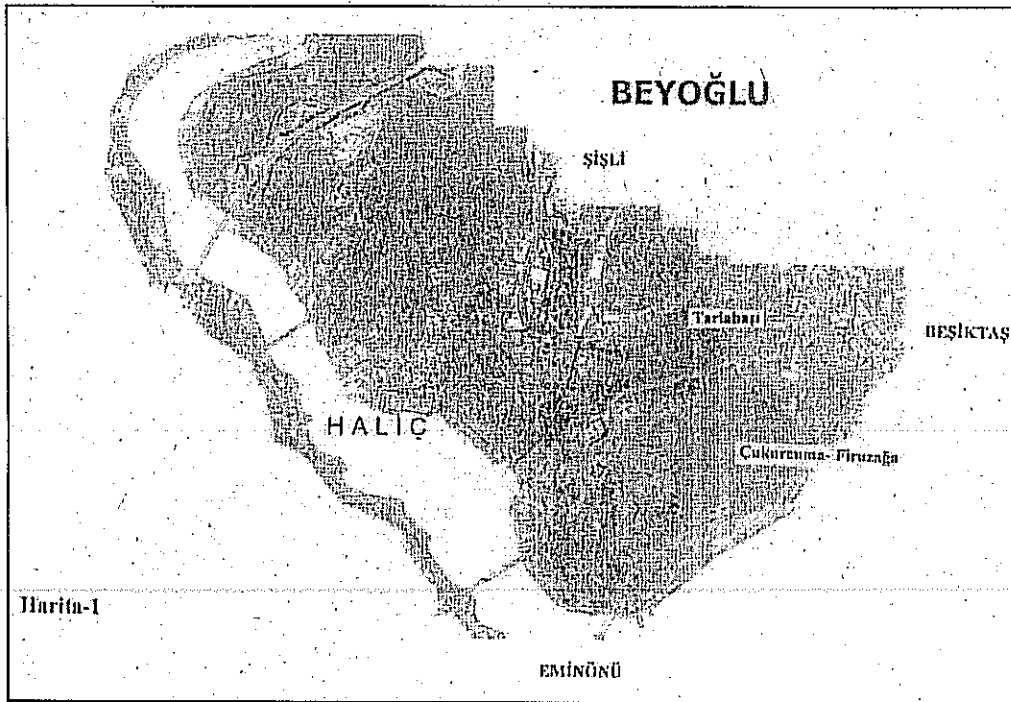 BEYOĞLU
ŞİŞLİ
Tarlabaşı
BEŞİKTAŞ
HALİÇ
Çukurcuma- Firuzağa
Harita-1
EMİNÖNÜ